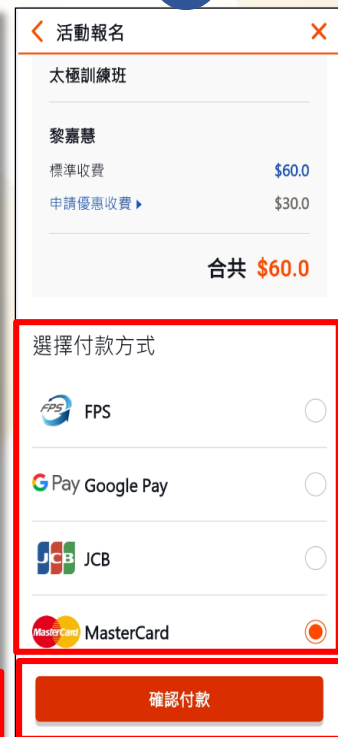 活動報名
太極訓練班
黎嘉慧
標準收費 $60.0
申請優惠收費 $30.0
合共 $60.0
選擇付款方式
FPS FPS
G Pay Google Pay
JCB JCB
MasterCard MasterCard
確認付款